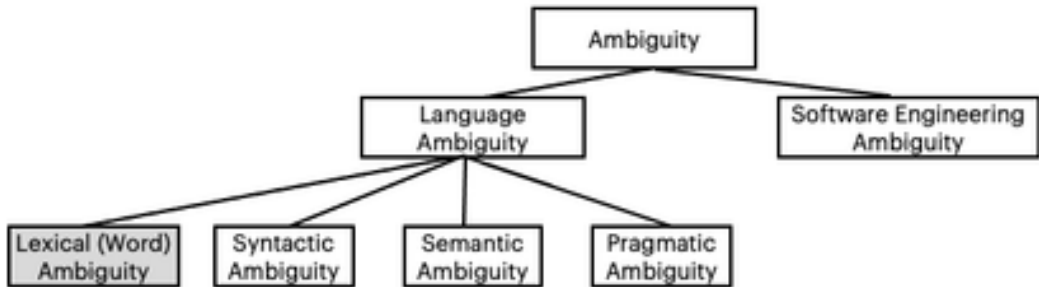 Ambiguity
Language
Ambiguity
Software Engineering
Ambiguity
Lexical (Word)
Ambiguity
Syntactic
Ambiguity
Semantic
Ambiguity
Pragmatic
Ambiguity